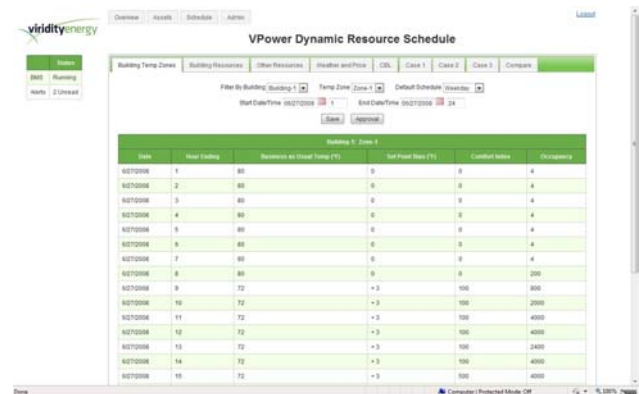 viridityenergy
Overview Assets Schedule Admin
Logout
VPower Dynamic Resource Schedule
Status
BMS Running
Alerts 2 Unread
Building Temp Zones Building Resources Other Resources Weather and Price CBL Case 1 Case 2 Case 3 Compare
Filter By Building Building-1 Temp Zone Zone-1 Default Schedule Weekday
Start Date/Time 06/27/2008 1 End Date/Time 06/27/2008 24
Save Approval
Building 1: Zone-1
Date Hour Ending Business as Usual Temp (°F) Set Point Bias (°F) Comfort Index Occupancy
6/27/2008 1 80 0 0 4
6/27/2008 2 80 0 0 4
6/27/2008 3 80 0 0 4
6/27/2008 4 80 0 0 4
6/27/2008 5 80 0 0 4
6/27/2008 6 80 0 0 4
6/27/2008 7 80 0 0 4
6/27/2008 8 80 0 0 200
6/27/2008 9 72 + 3 100 800
6/27/2008 10 72 + 3 100 2000
6/27/2008 11 72 + 3 100 4000
6/27/2008 12 72 + 3 100 4000
6/27/2008 13 72 + 3 100 2400
6/27/2008 14 72 + 3 100 4000
6/27/2008 15 72 + 3 100 4000
Done Computer | Protected Mode: Off 100%